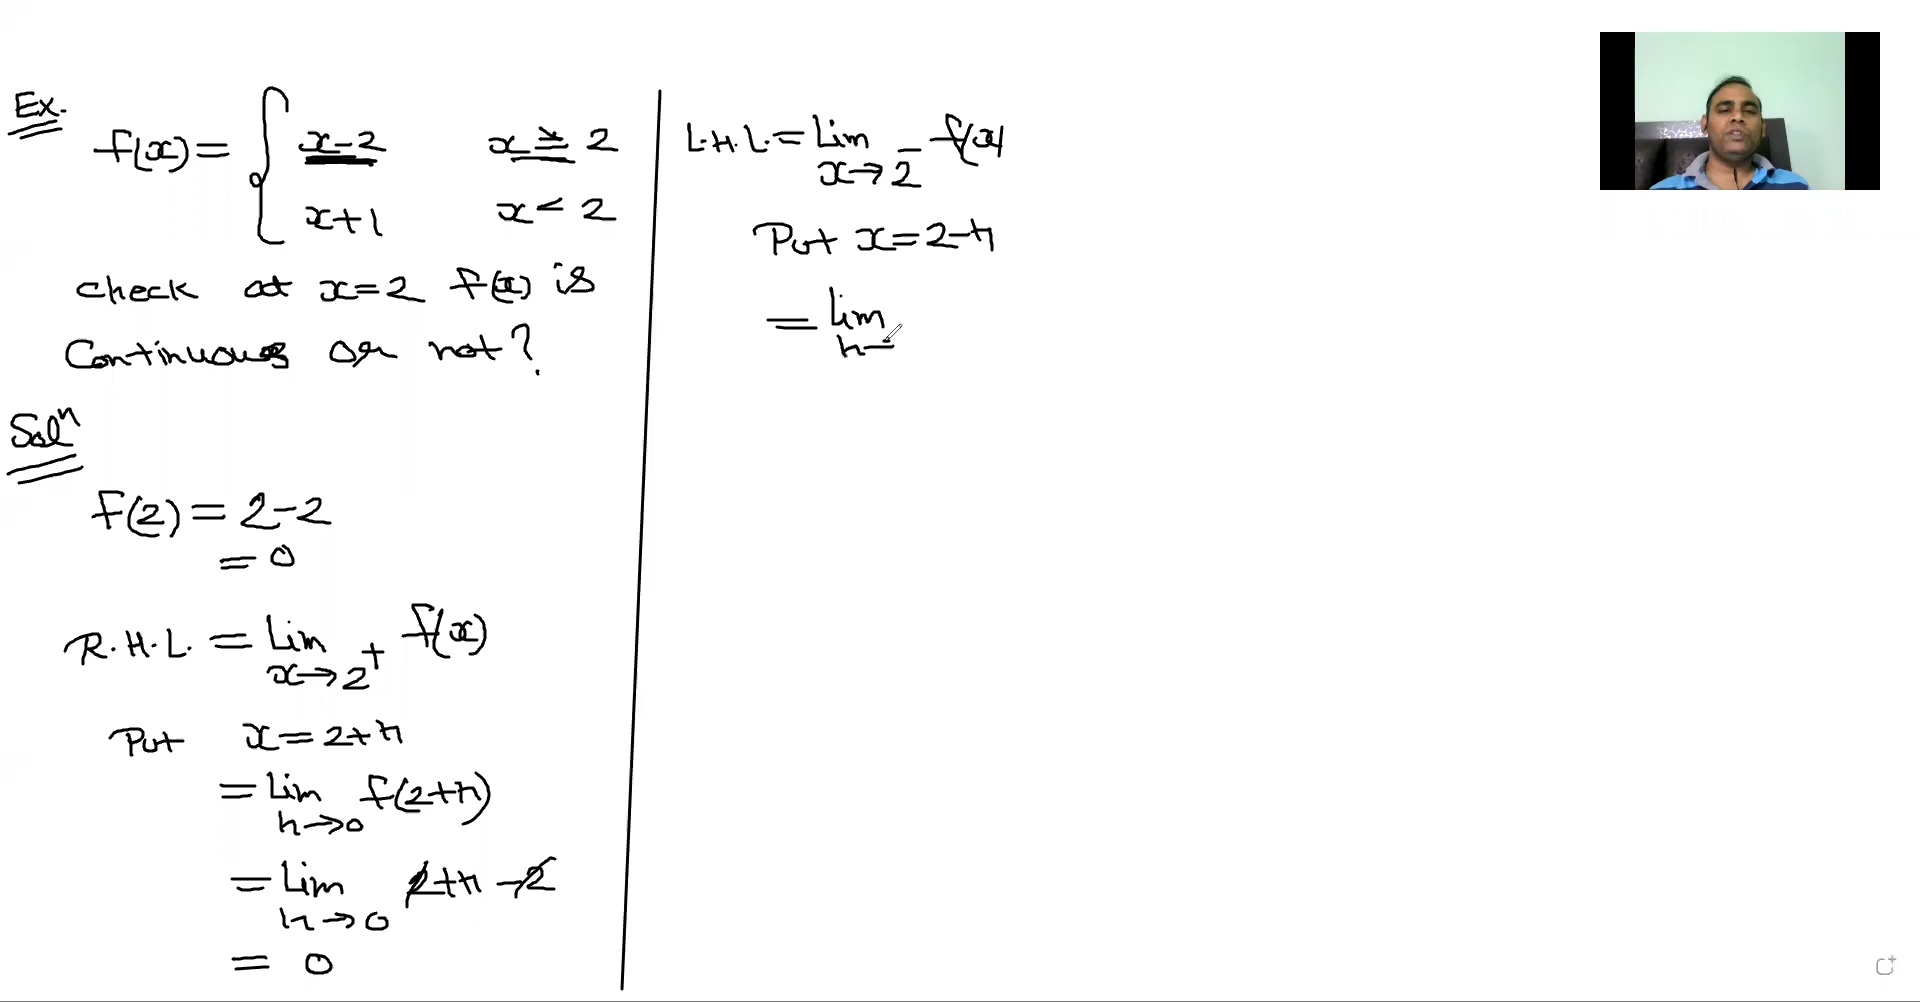 Ex.
f(x) = { x-2 x ≥ 2
x+1 x < 2
check at x=2 f(x) is
Continuous or not?
Solⁿ
f(2) = 2-2
= 0
R.H.L. = Lim x→2⁺ f(x)
Put x = 2+h
= Lim h→0 f(2+h)
= Lim h→0 2+h-2
= 0
L.H.L. = Lim x→2⁻ f(x)
Put x = 2-h
= Lim h-